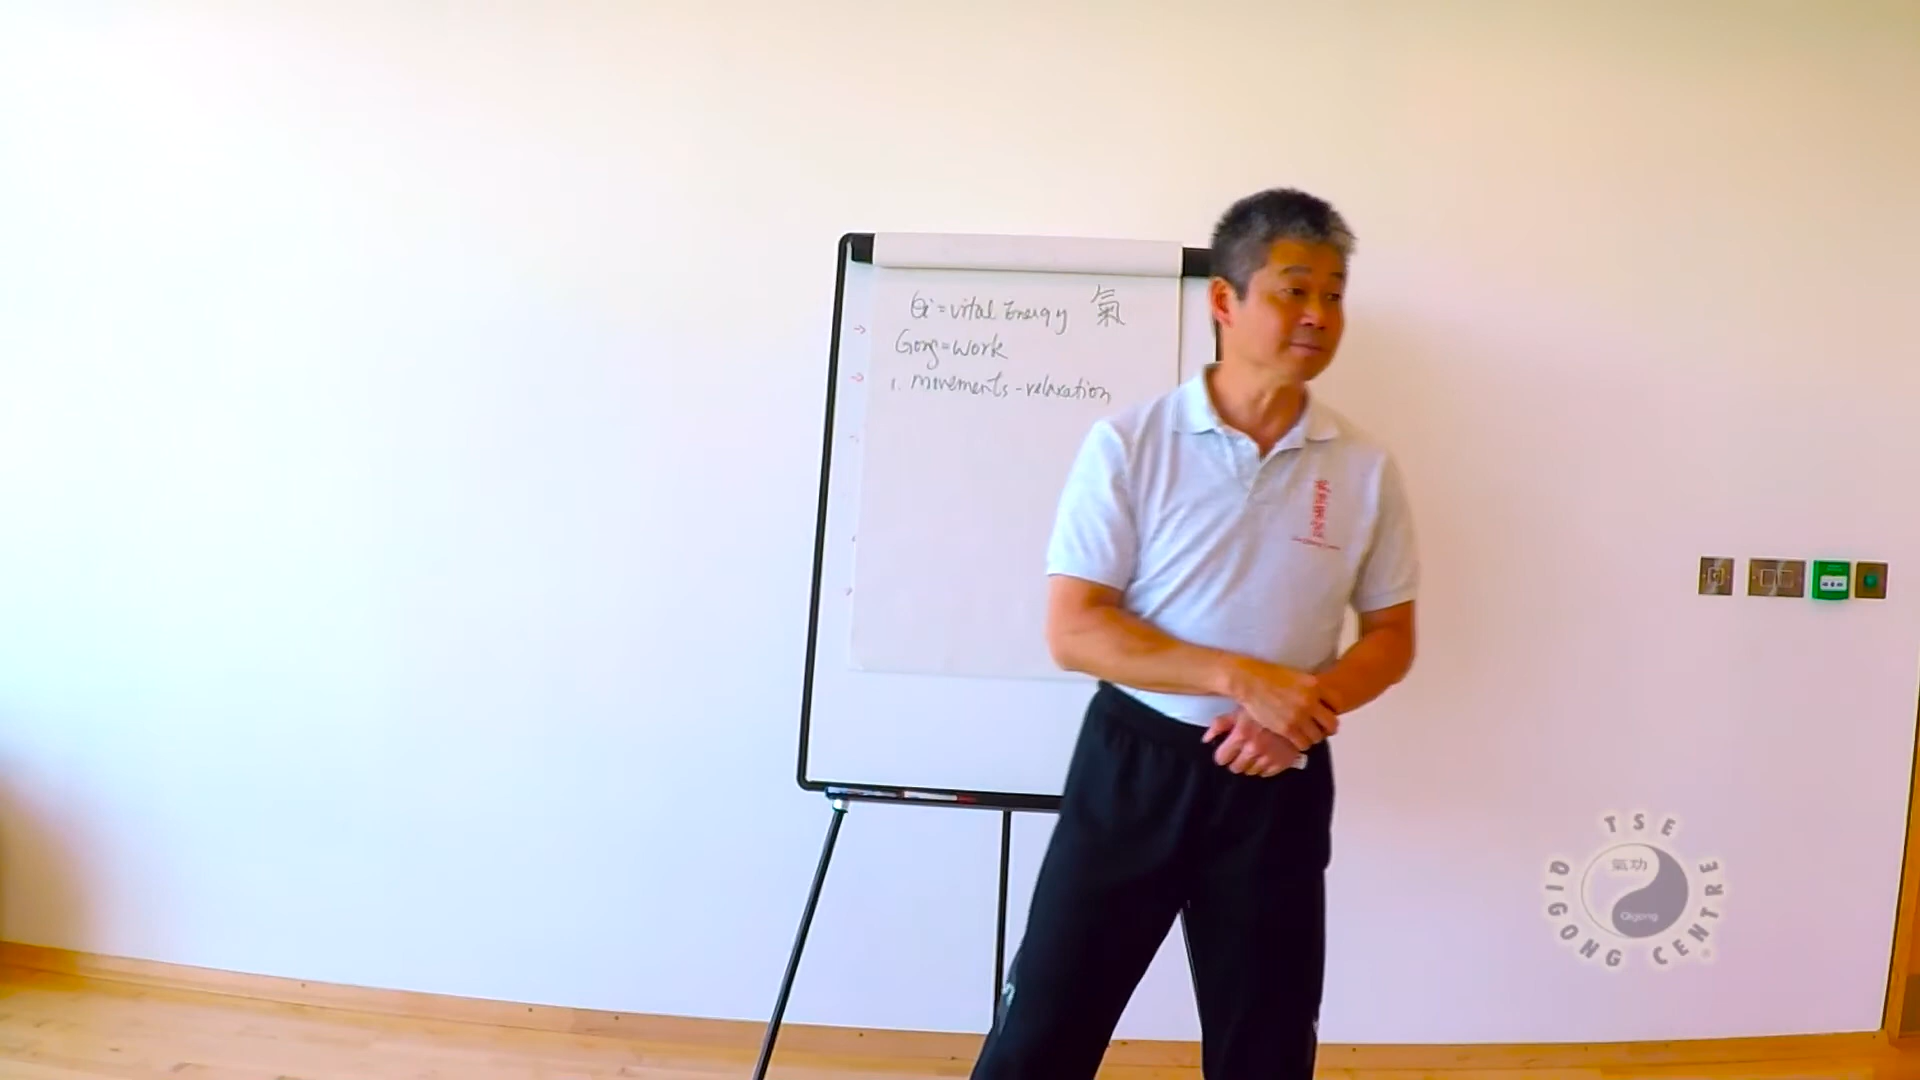 Qi = vital Energy 氣
Gong = work
1. movements - relaxation
TSE
QIGONG CENTRE
氣功
Qigong